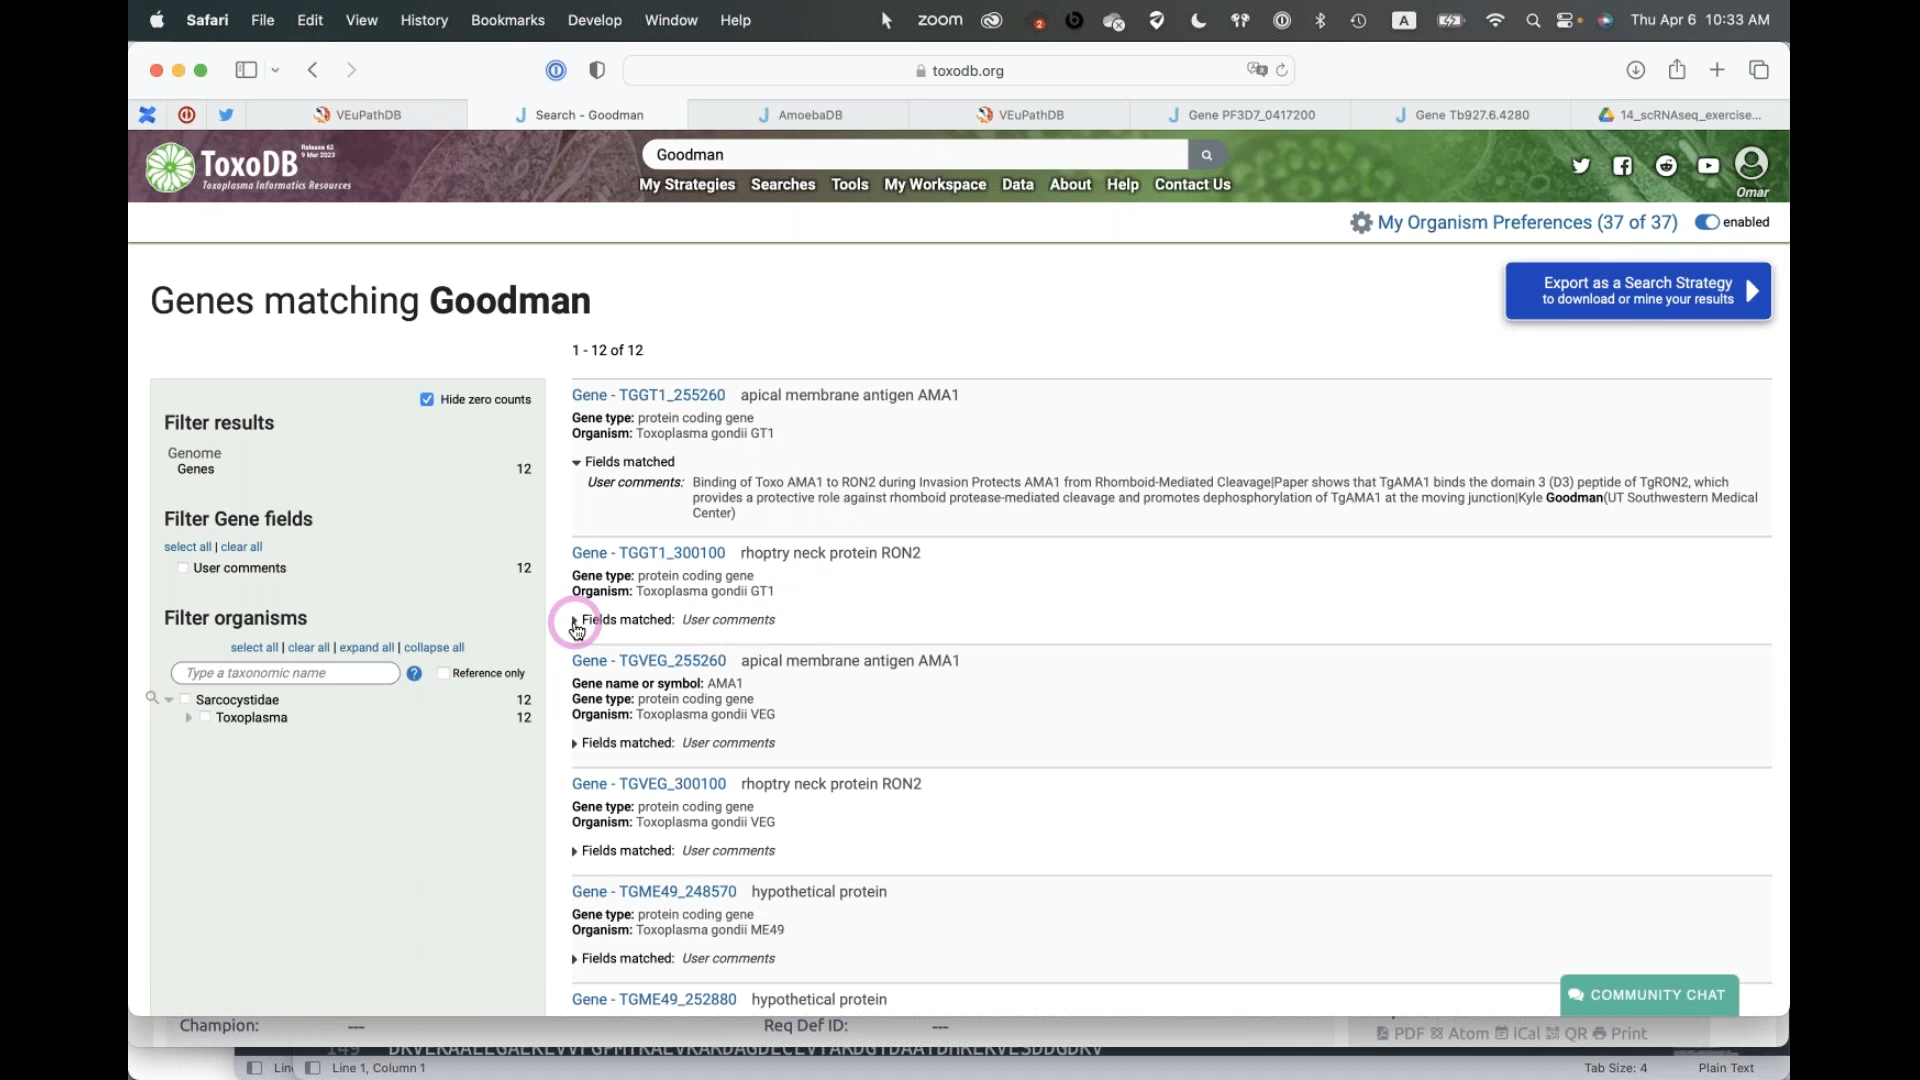 Safari File Edit View History Bookmarks Develop Window Help zoom 2 A Thu Apr 6 10:33 AM
toxodb.org
VEuPathDB Search - Goodman AmoebaDB VEuPathDB Gene PF3D7_0417200 Gene Tb927.6.4280 14_scRNAseq_exercise...
ToxoDB Release 62
9 Mar 2023
Toxoplasma Informatics Resources
Goodman
My Strategies Searches Tools My Workspace Data About Help Contact Us
Omar
My Organism Preferences (37 of 37) enabled
Genes matching Goodman
Export as a Search Strategy
to download or mine your results
1 - 12 of 12
Hide zero counts
Filter results
Genome
Genes 12
Filter Gene fields
select all | clear all
User comments 12
Filter organisms
select all | clear all | expand all | collapse all
Type a taxonomic name ? Reference only
Sarcocystidae 12
Toxoplasma 12
Gene - TGGT1_255260 apical membrane antigen AMA1
Gene type: protein coding gene
Organism: Toxoplasma gondii GT1
Fields matched
User comments: Binding of Toxo AMA1 to RON2 during Invasion Protects AMA1 from Rhomboid-Mediated Cleavage|Paper shows that TgAMA1 binds the domain 3 (D3) peptide of TgRON2, which
provides a protective role against rhomboid protease-mediated cleavage and promotes dephosphorylation of TgAMA1 at the moving junction|Kyle Goodman(UT Southwestern Medical
Center)
Gene - TGGT1_300100 rhoptry neck protein RON2
Gene type: protein coding gene
Organism: Toxoplasma gondii GT1
Fields matched: User comments
Gene - TGVEG_255260 apical membrane antigen AMA1
Gene name or symbol: AMA1
Gene type: protein coding gene
Organism: Toxoplasma gondii VEG
Fields matched: User comments
Gene - TGVEG_300100 rhoptry neck protein RON2
Gene type: protein coding gene
Organism: Toxoplasma gondii VEG
Fields matched: User comments
Gene - TGME49_248570 hypothetical protein
Gene type: protein coding gene
Organism: Toxoplasma gondii ME49
Fields matched: User comments
Gene - TGME49_252880 hypothetical protein
COMMUNITY CHAT
Champion: --- Req Def ID: ---
PDF Atom iCal QR Print
Line 1, Column 1 Tab Size: 4 Plain Text